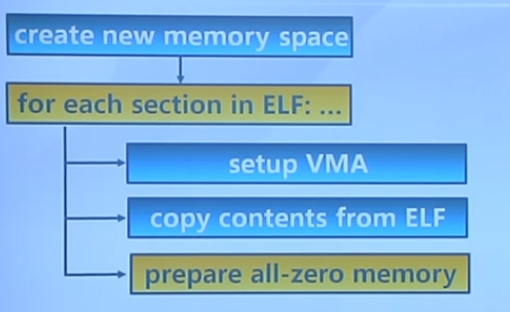 create new memory space
for each section in ELF: ...
setup VMA
copy contents from ELF
prepare all-zero memory